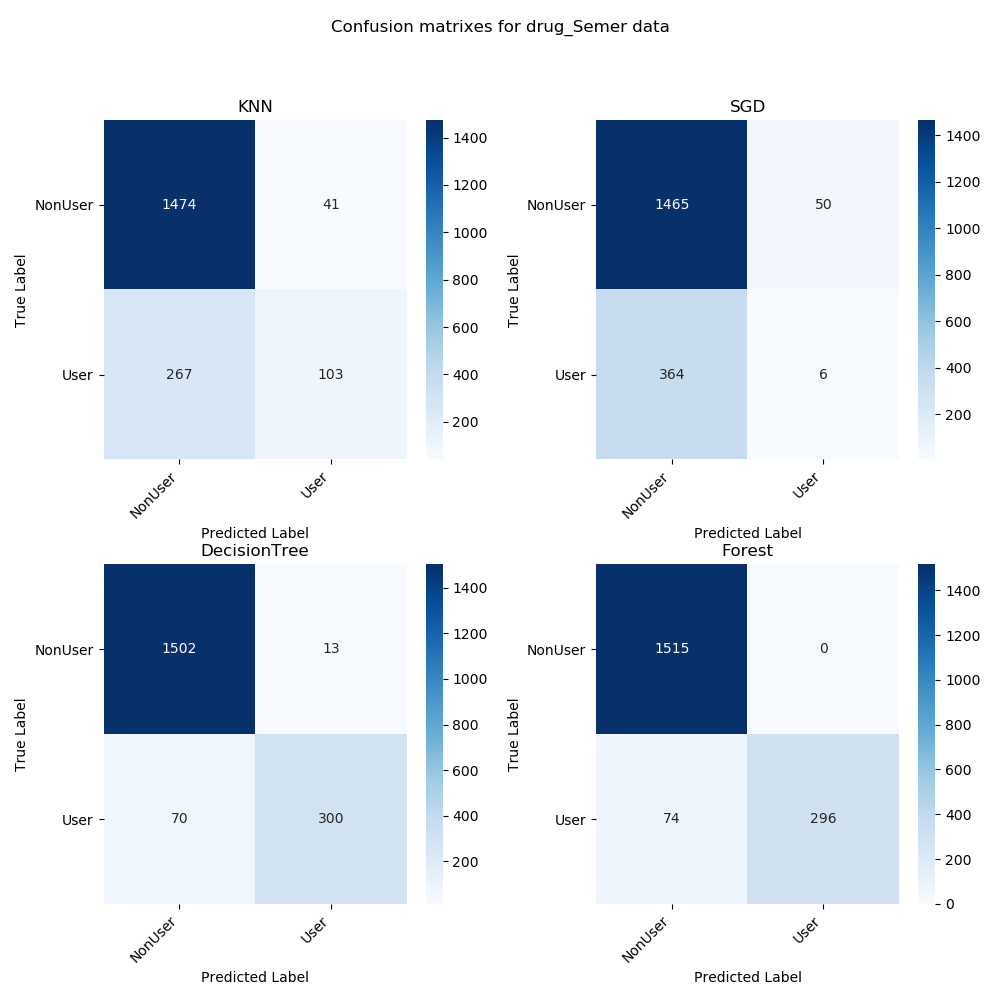 Confusion matrixes for drug_Semer data
KNN
NonUser
1474
41
User
267
103
True Label
NonUser
User
Predicted Label
1400
1200
1000
800
600
400
200
SGD
NonUser
1465
50
User
364
6
True Label
NonUser
User
Predicted Label
1400
1200
1000
800
600
400
200
DecisionTree
NonUser
1502
13
User
70
300
True Label
NonUser
User
Predicted Label
1400
1200
1000
800
600
400
200
Forest
NonUser
1515
0
User
74
296
True Label
NonUser
User
Predicted Label
1400
1200
1000
800
600
400
200
0